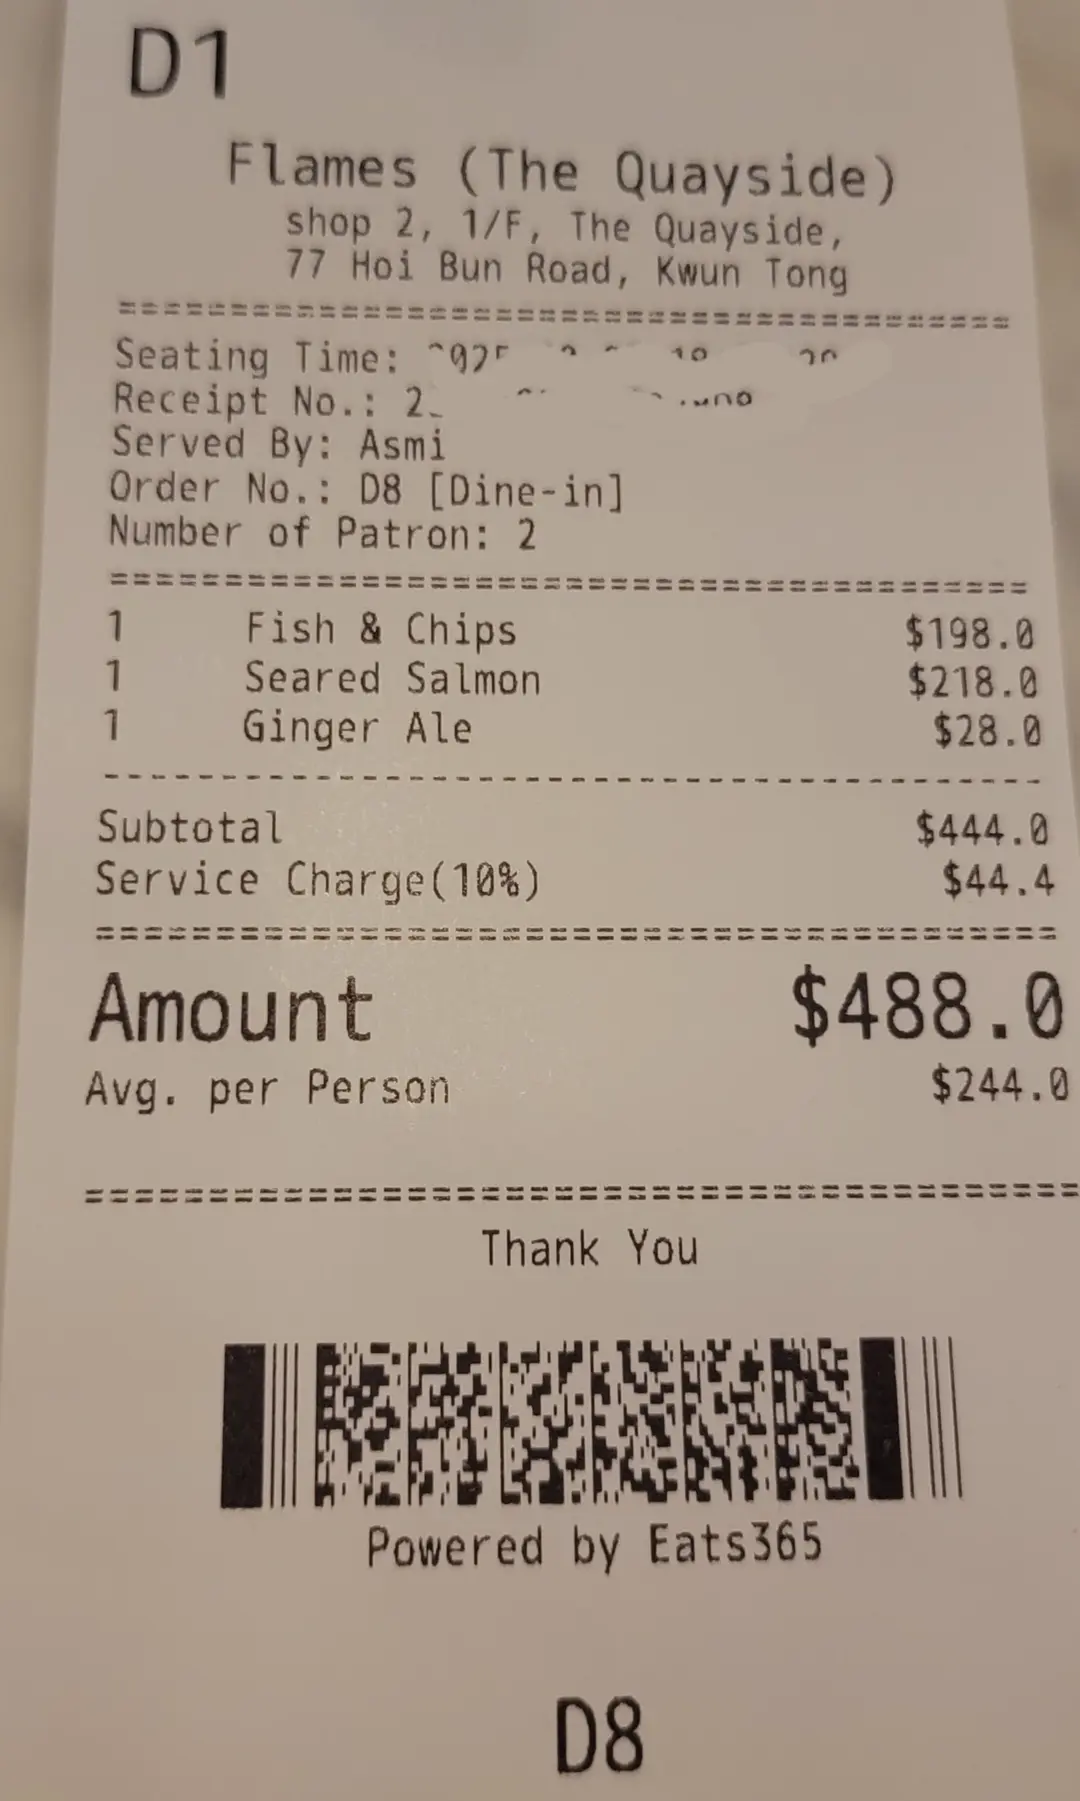 D1
Flames (The Quayside)
shop 2, 1/F, The Quayside,
77 Hoi Bun Road, Kwun Tong
Seating Time:
Receipt No.:
Served By: Asmi
Order No.: D8 [Dine-in]
Number of Patron: 2
1 Fish & Chips $198.0
1 Seared Salmon $218.0
1 Ginger Ale $28.0
Subtotal $444.0
Service Charge(10%) $44.4
Amount $488.0
Avg. per Person $244.0
Thank You
Powered by Eats365
D8